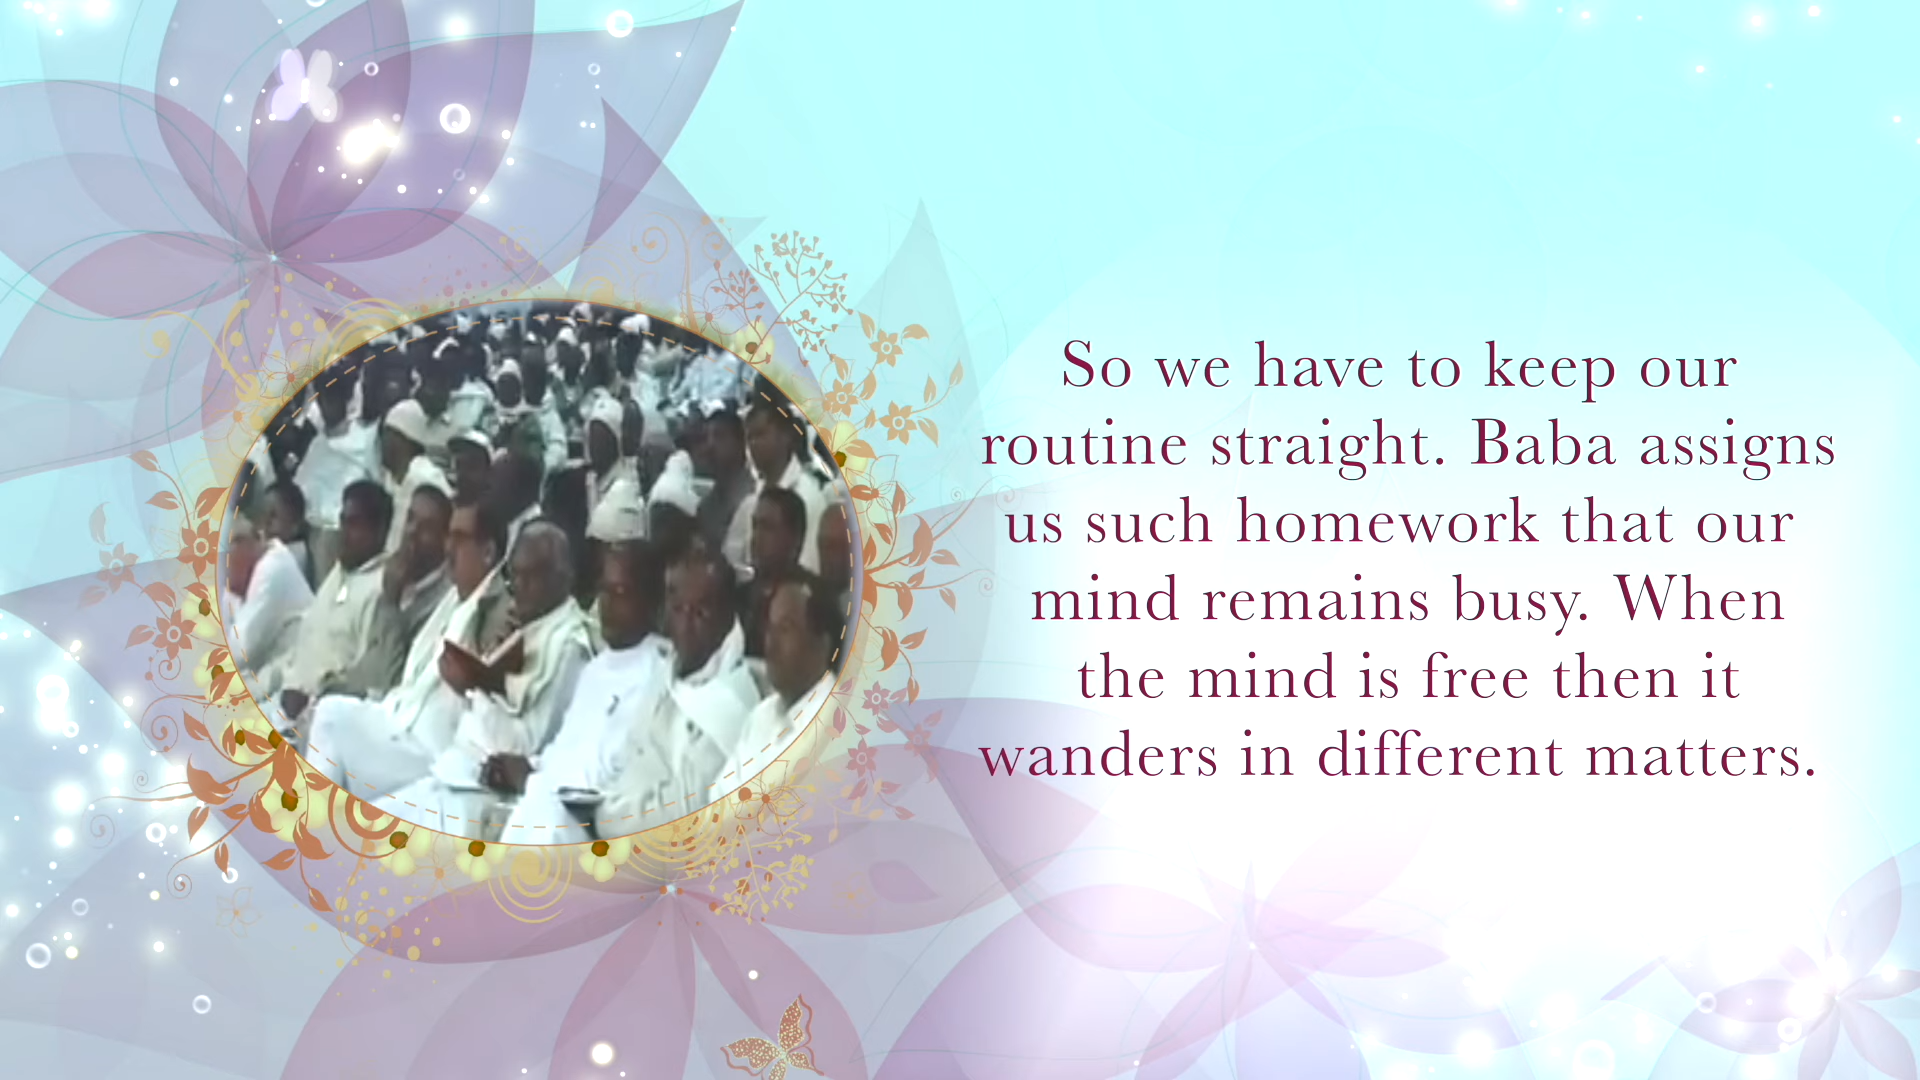 So we have to keep our
routine straight. Baba assigns
us such homework that our
mind remains busy. When
the mind is free then it
wanders in different matters.